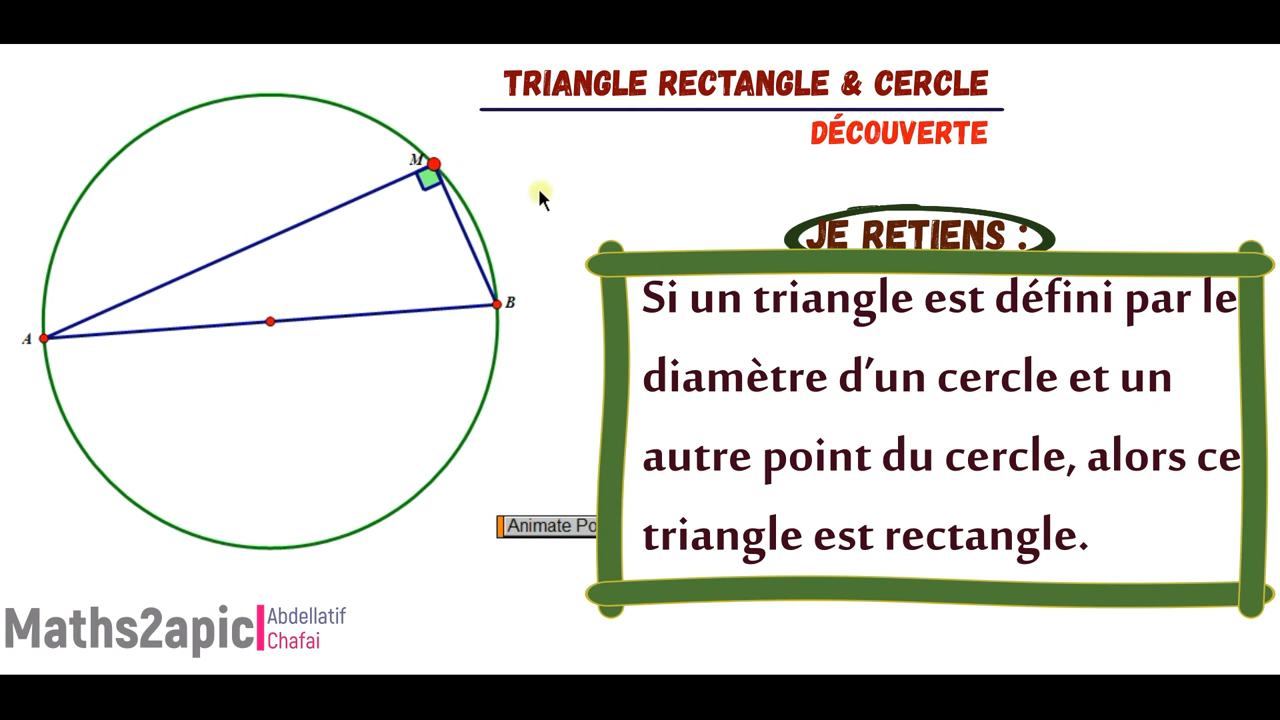 TRIANGLE RECTANGLE & CERCLE
DÉCOUVERTE
M
A
B
JE RETIENS :
Si un triangle est défini par le
diamètre d'un cercle et un
autre point du cercle, alors ce
triangle est rectangle.
Animate Po
Maths2apic
Abdellatif
Chafai